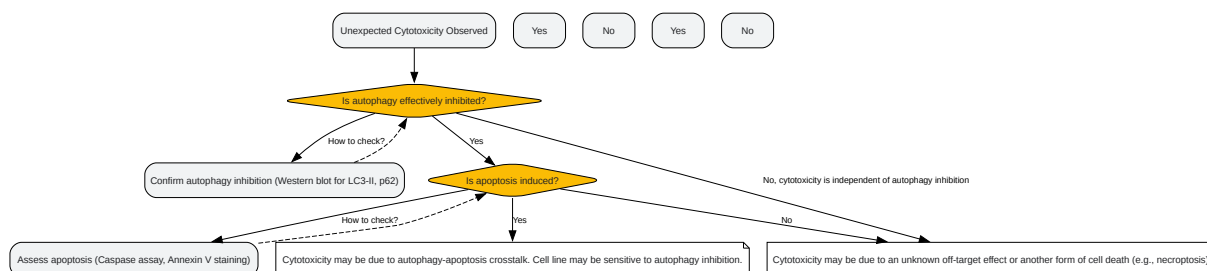 Unexpected Cytotoxicity Observed
Yes
No
Yes
No
Is autophagy effectively inhibited?
How to check?
Yes
Confirm autophagy inhibition (Western blot for LC3-II, p62)
Is apoptosis induced?
No, cytotoxicity is independent of autophagy inhibition
How to check?
Yes
No
Assess apoptosis (Caspase assay, Annexin V staining)
Cytotoxicity may be due to autophagy-apoptosis crosstalk. Cell line may be sensitive to autophagy inhibition.
Cytotoxicity may be due to an unknown off-target effect or another form of cell death (e.g., necroptosis)